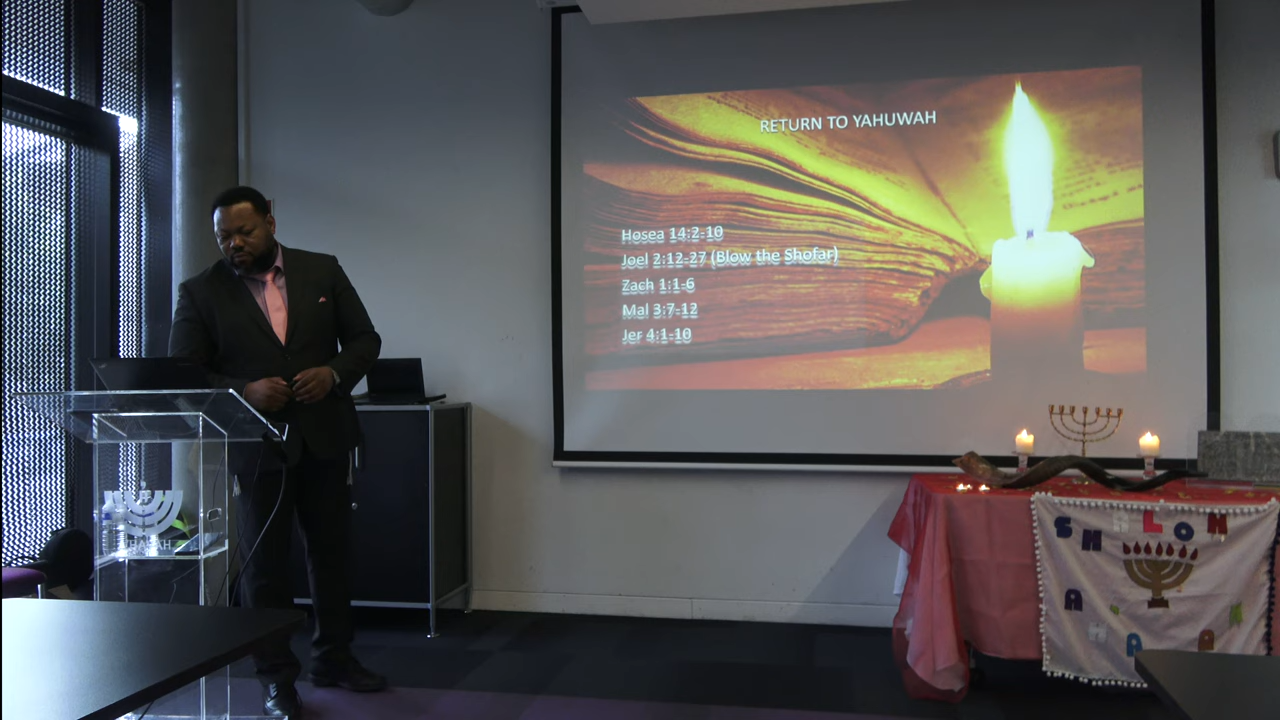 RETURN TO YAHUWAH
Hosea 14:2-10
Joel 2:12-27 (Blow the Shofar)
Zach 1:1-6
Mal 3:7-12
Jer 4:1-10
SHALOM